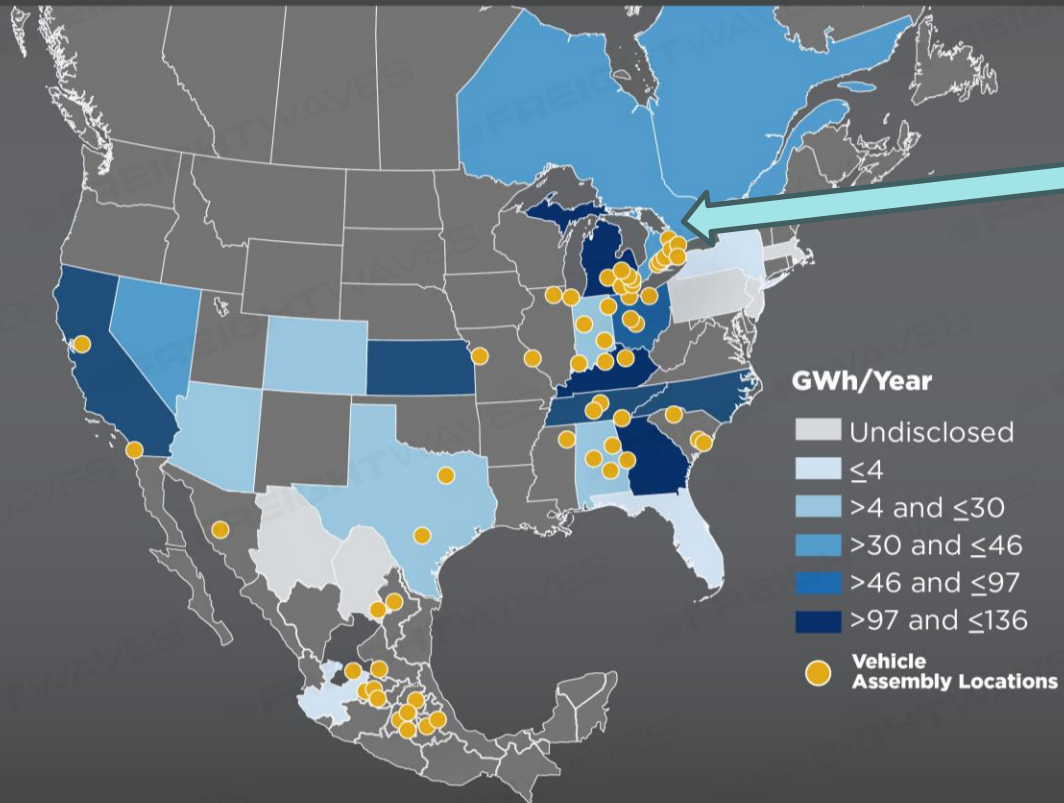 GWh/Year
Undisclosed
≤4
>4 and ≤30
>30 and ≤46
>46 and ≤97
>97 and ≤136
Vehicle
Assembly Locations
FREIGHTWAVES